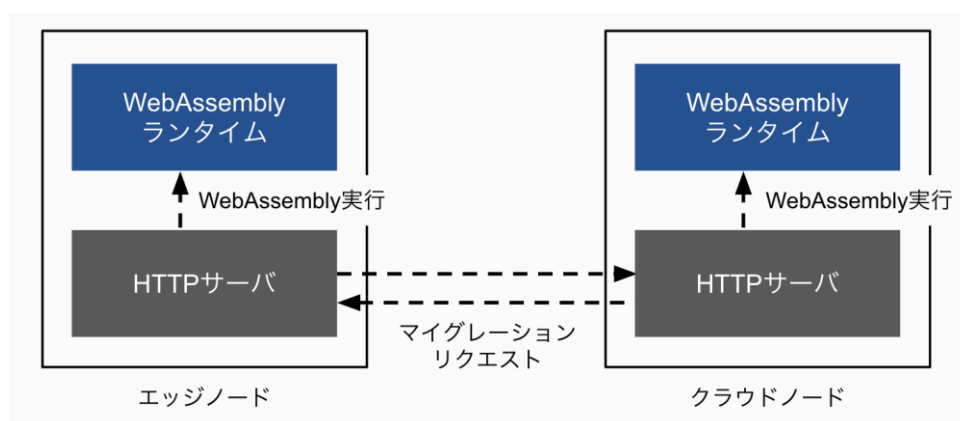 WebAssembly
ランタイム
WebAssembly
ランタイム
WebAssembly実行
WebAssembly実行
HTTPサーバ
HTTPサーバ
マイグレーション
リクエスト
エッジノード
クラウドノード